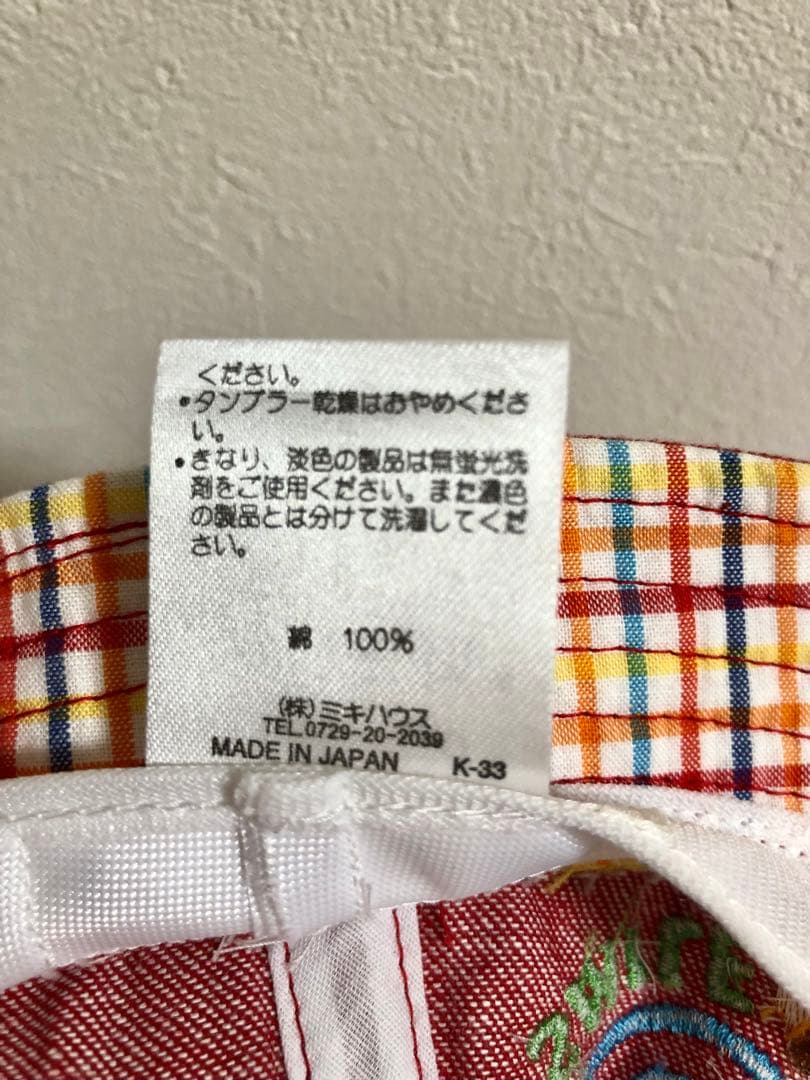 ください。
・タンブラー乾燥はおやめくださ
い。
・きなり、淡色の製品は無蛍光洗
剤をご使用ください。また濃色
の製品とは分けて洗濯してくだ
さい。
綿 100%
(株)ミキハウス
TEL.0729-20-2039
MADE IN JAPAN K-33